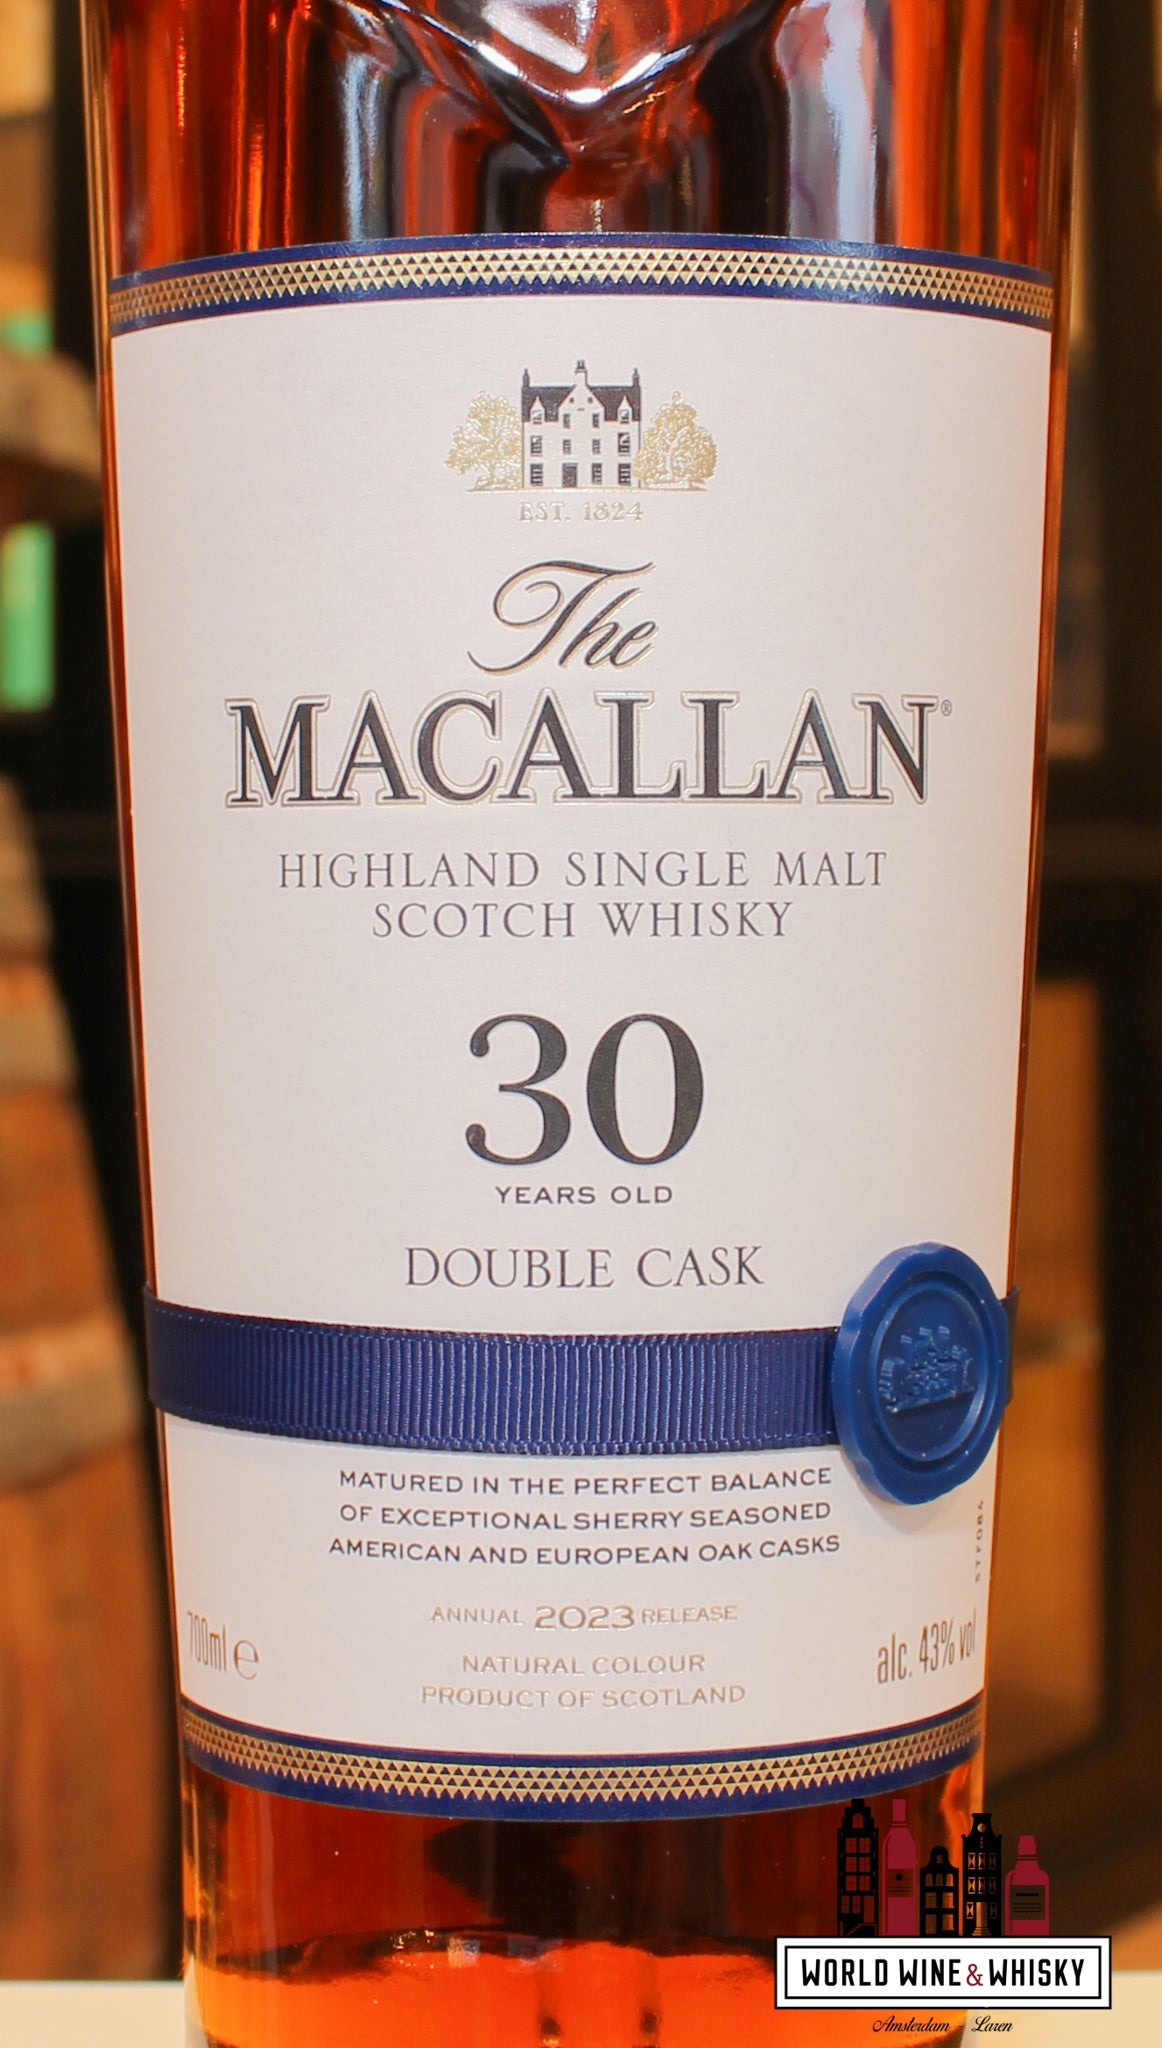 EST. 1824
The
MACALLAN®
HIGHLAND SINGLE MALT
SCOTCH WHISKY
30
YEARS OLD
DOUBLE CASK
MATURED IN THE PERFECT BALANCE
OF EXCEPTIONAL SHERRY SEASONED
AMERICAN AND EUROPEAN OAK CASKS
ANNUAL 2023 RELEASE
NATURAL COLOUR
PRODUCT OF SCOTLAND
700ml e
alc. 43% vol
WORLD WINE & WHISKY
Amsterdam - Laren